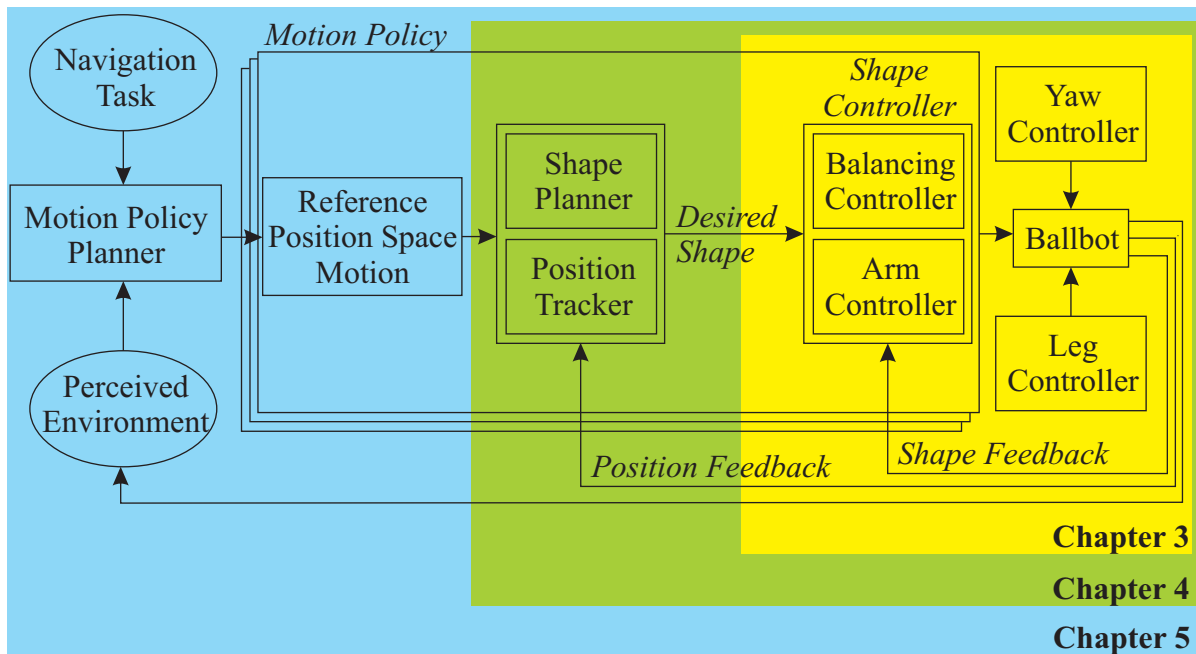 Navigation
Task
Motion Policy
Planner
Perceived
Environment
Motion Policy
Reference
Position Space
Motion
Shape
Planner
Position
Tracker
Desired
Shape
Shape
Controller
Balancing
Controller
Arm
Controller
Yaw
Controller
Ballbot
Leg
Controller
Position Feedback
Shape Feedback
Chapter 3
Chapter 4
Chapter 5